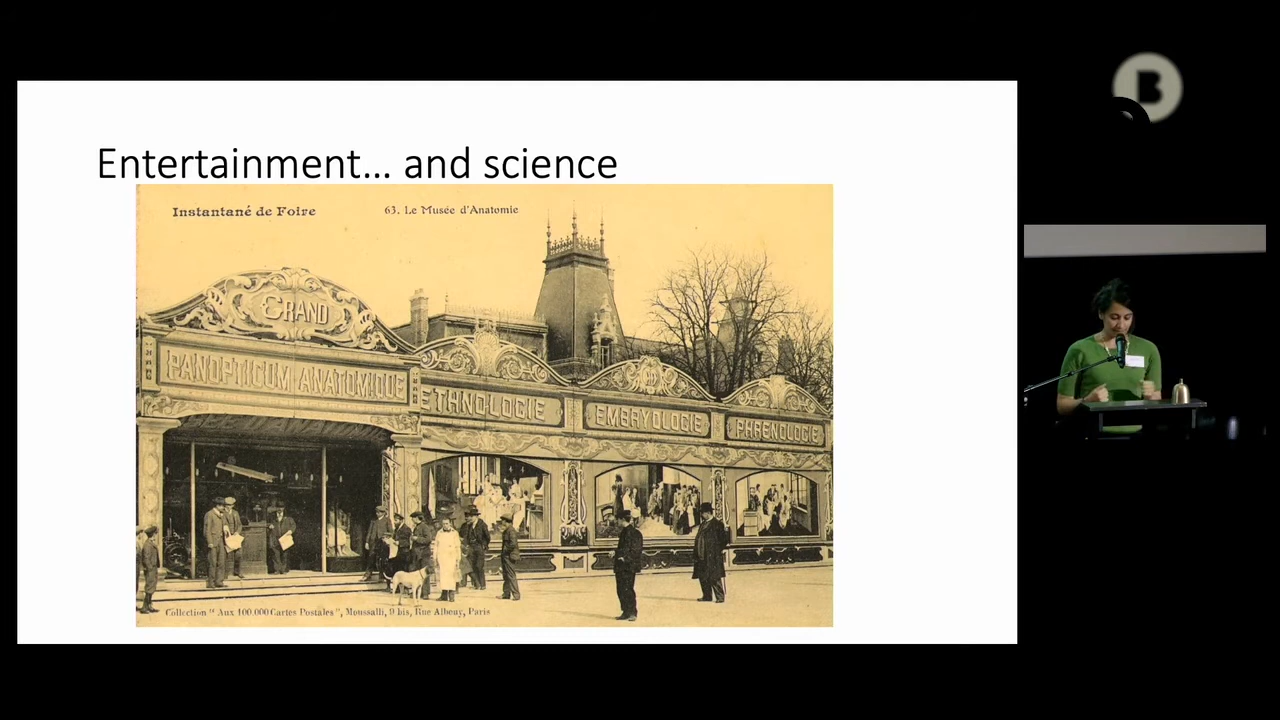 B
Entertainment... and science
Instantané de Foire
63. Le Musée d'Anatomie
GRAND
PANOPTICUM ANATOMIQUE
ETHNOLOGIE
EMBRYOLOGIE
PHRENOLOGIE
Collection "Aux 100.000 Cartes Postales", Moussalli, 9 bis, Rue Albouy, Paris